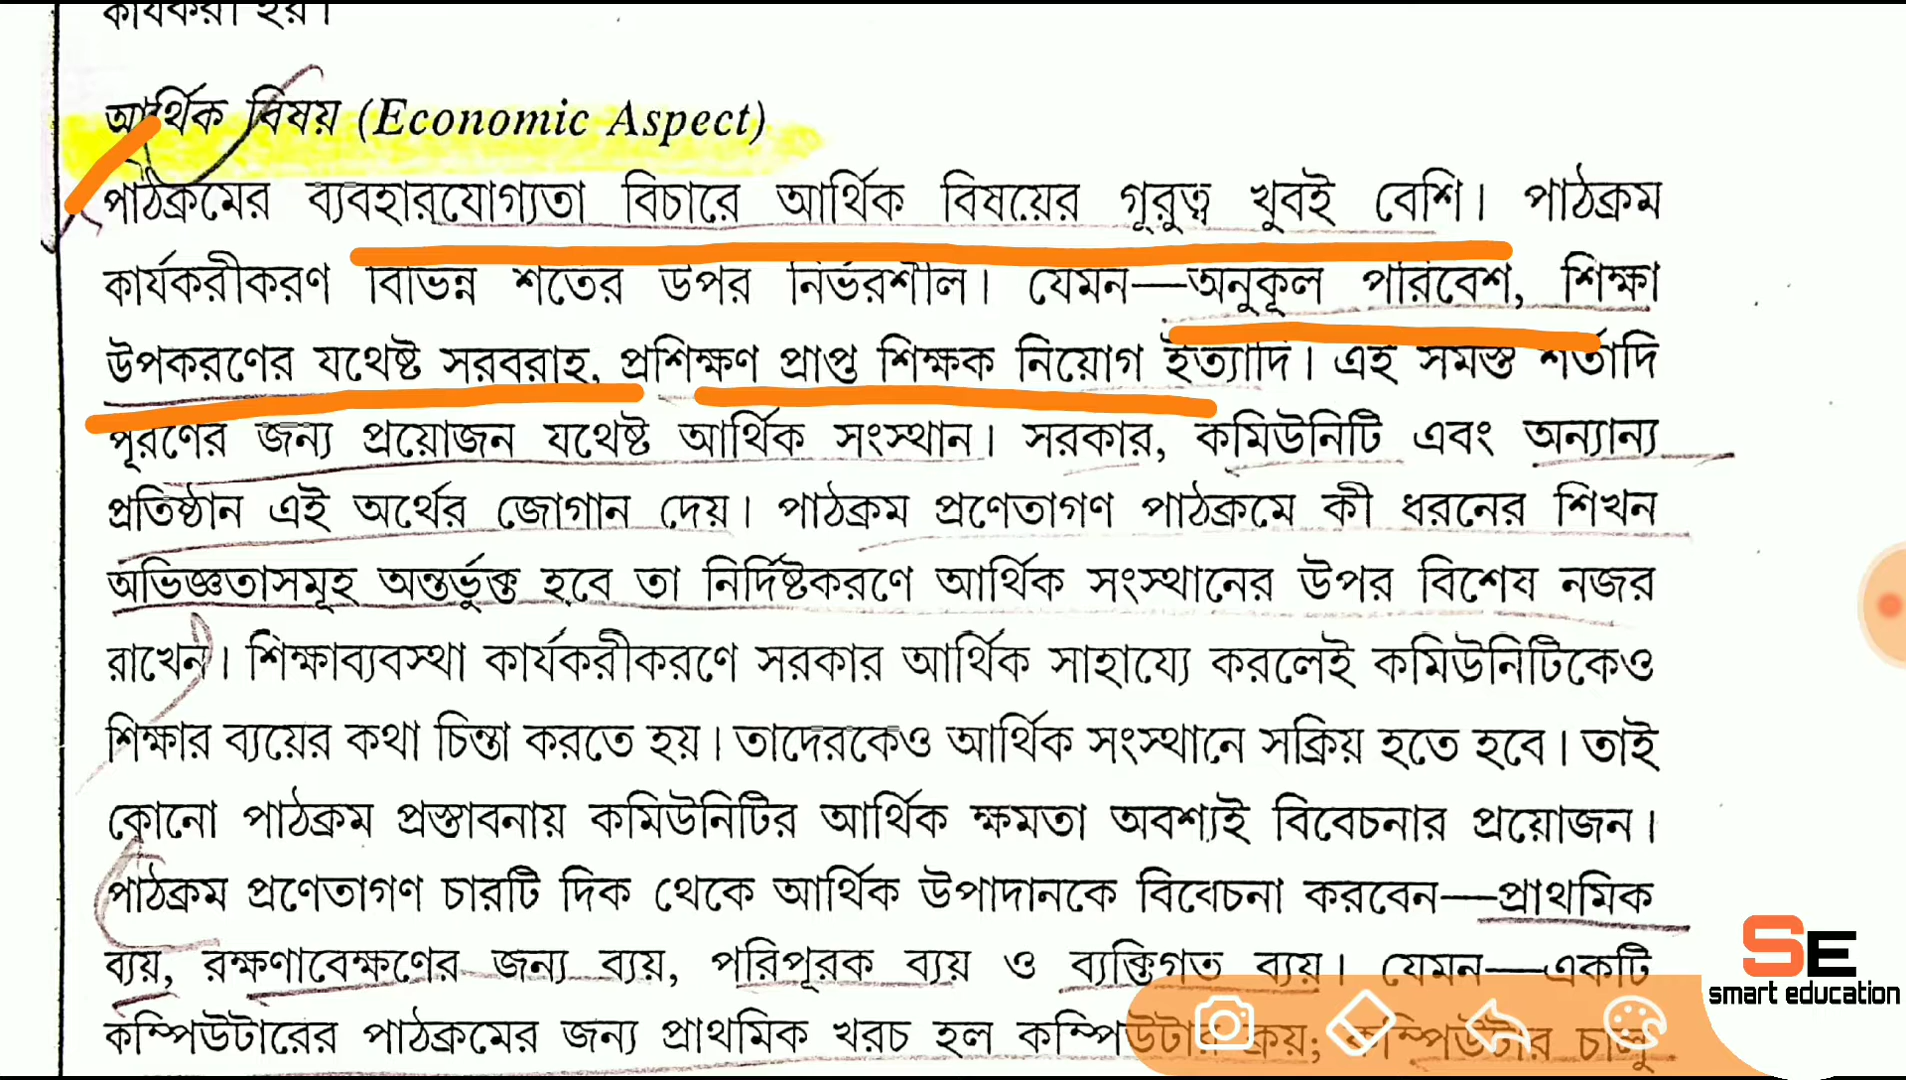 কার্যকরী হয়।
আর্থিক বিষয় (Economic Aspect)
পাঠক্রমের ব্যবহারযোগ্যতা বিচারে আর্থিক বিষয়ের গূরুত্ব খুবই বেশি। পাঠক্রম
কার্যকরীকরণ বিভিন্ন শর্তের উপর নির্ভরশীল। যেমন—অনুকূল পরিবেশ, শিক্ষা
উপকরণের যথেষ্ট সরবরাহ, প্রশিক্ষণ প্রাপ্ত শিক্ষক নিয়োগ ইত্যাদি। এই সমস্ত শর্তাদি
পূরণের জন্য প্রয়োজন যথেষ্ট আর্থিক সংস্থান। সরকার, কমিউনিটি এবং অন্যান্য
প্রতিষ্ঠান এই অর্থের জোগান দেয়। পাঠক্রম প্রণেতাগণ পাঠক্রমে কী ধরনের শিখন
অভিজ্ঞতাসমূহ অন্তর্ভুক্ত হবে তা নির্দিষ্টকরণে আর্থিক সংস্থানের উপর বিশেষ নজর
রাখেন। শিক্ষাব্যবস্থা কার্যকরীকরণে সরকার আর্থিক সাহায্যে করলেই কমিউনিটিকেও
শিক্ষার ব্যয়ের কথা চিন্তা করতে হয়। তাদেরকেও আর্থিক সংস্থানে সক্রিয় হতে হবে। তাই
কোনো পাঠক্রম প্রস্তাবনায় কমিউনিটির আর্থিক ক্ষমতা অবশ্যই বিবেচনার প্রয়োজন।
পাঠক্রম প্রণেতাগণ চারটি দিক থেকে আর্থিক উপাদানকে বিবেচনা করবেন—প্রাথমিক
ব্যয়, রক্ষণাবেক্ষণের জন্য ব্যয়, পরিপূরক ব্যয় ও ব্যক্তিগত ব্যয়। যেমন—একটি
কম্পিউটারের পাঠক্রমের জন্য প্রাথমিক খরচ হল কম্পিউটার ক্রয়; কম্পিউটার চালু
SE
smart education